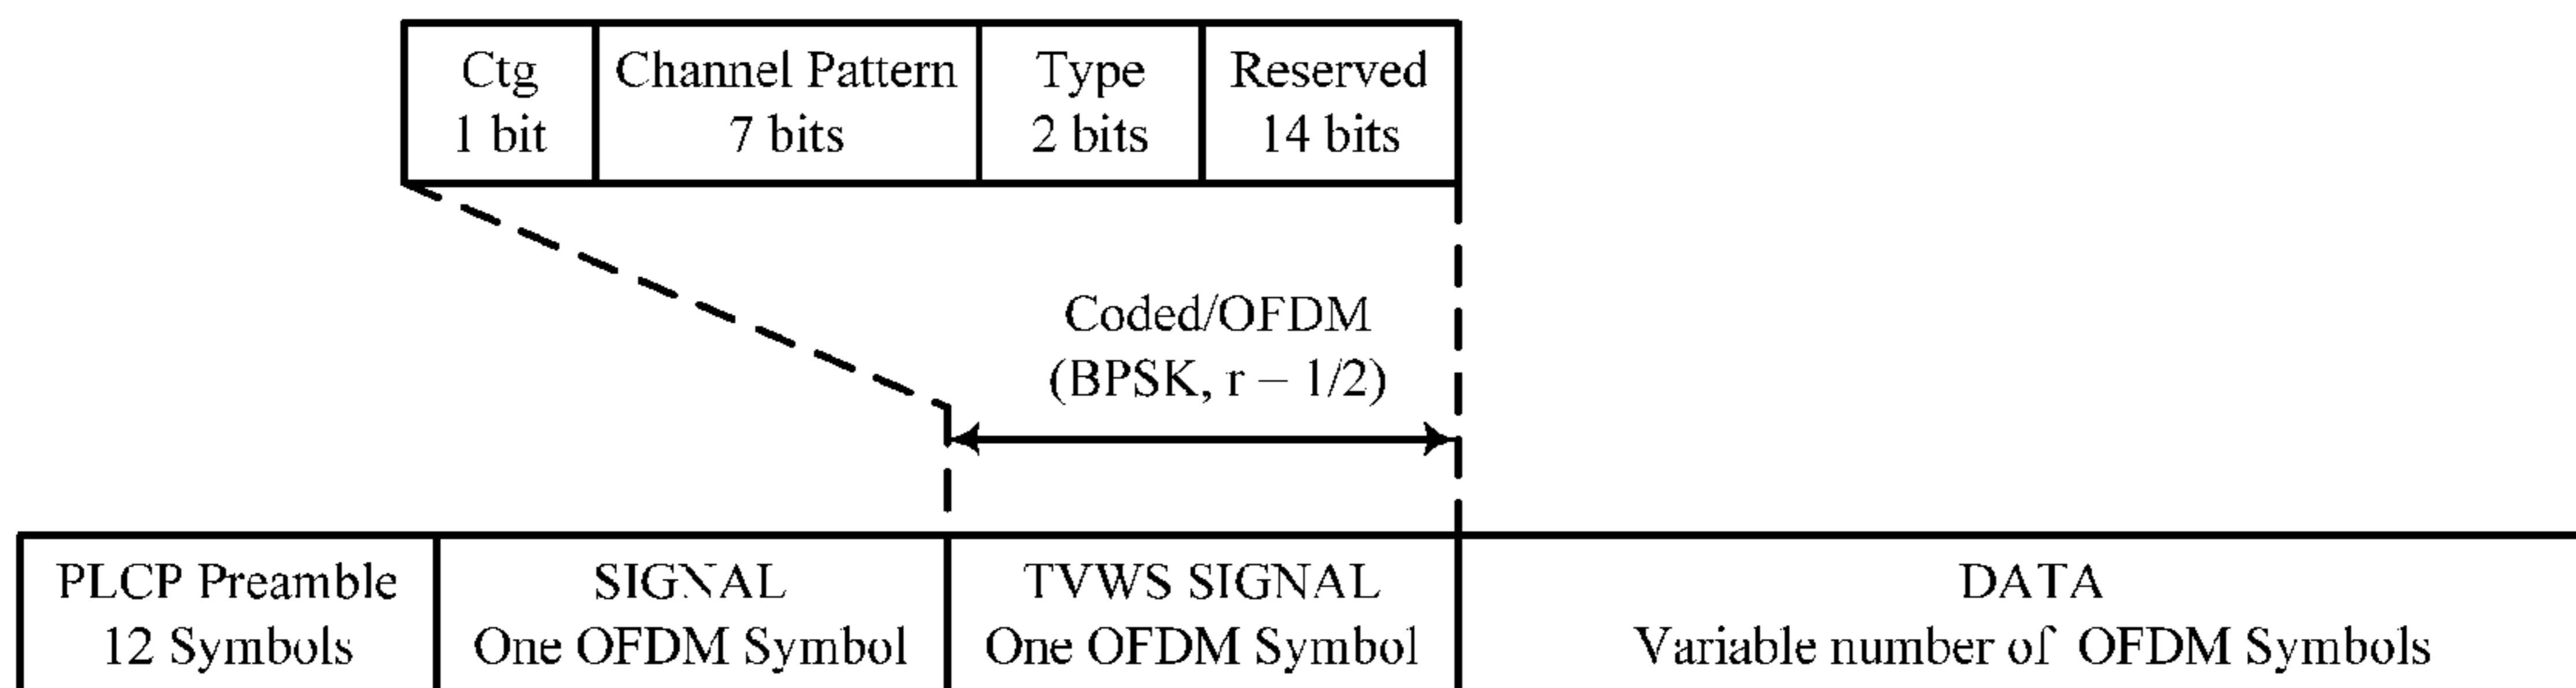 Ctg
1 bit
Channel Pattern
7 bits
Type
2 bits
Reserved
14 bits
Coded/OFDM
(BPSK, r – 1/2)
PLCP Preamble
12 Symbols
SIGNAL
One OFDM Symbol
TVWS SIGNAL
One OFDM Symbol
DATA
Variable number of OFDM Symbols